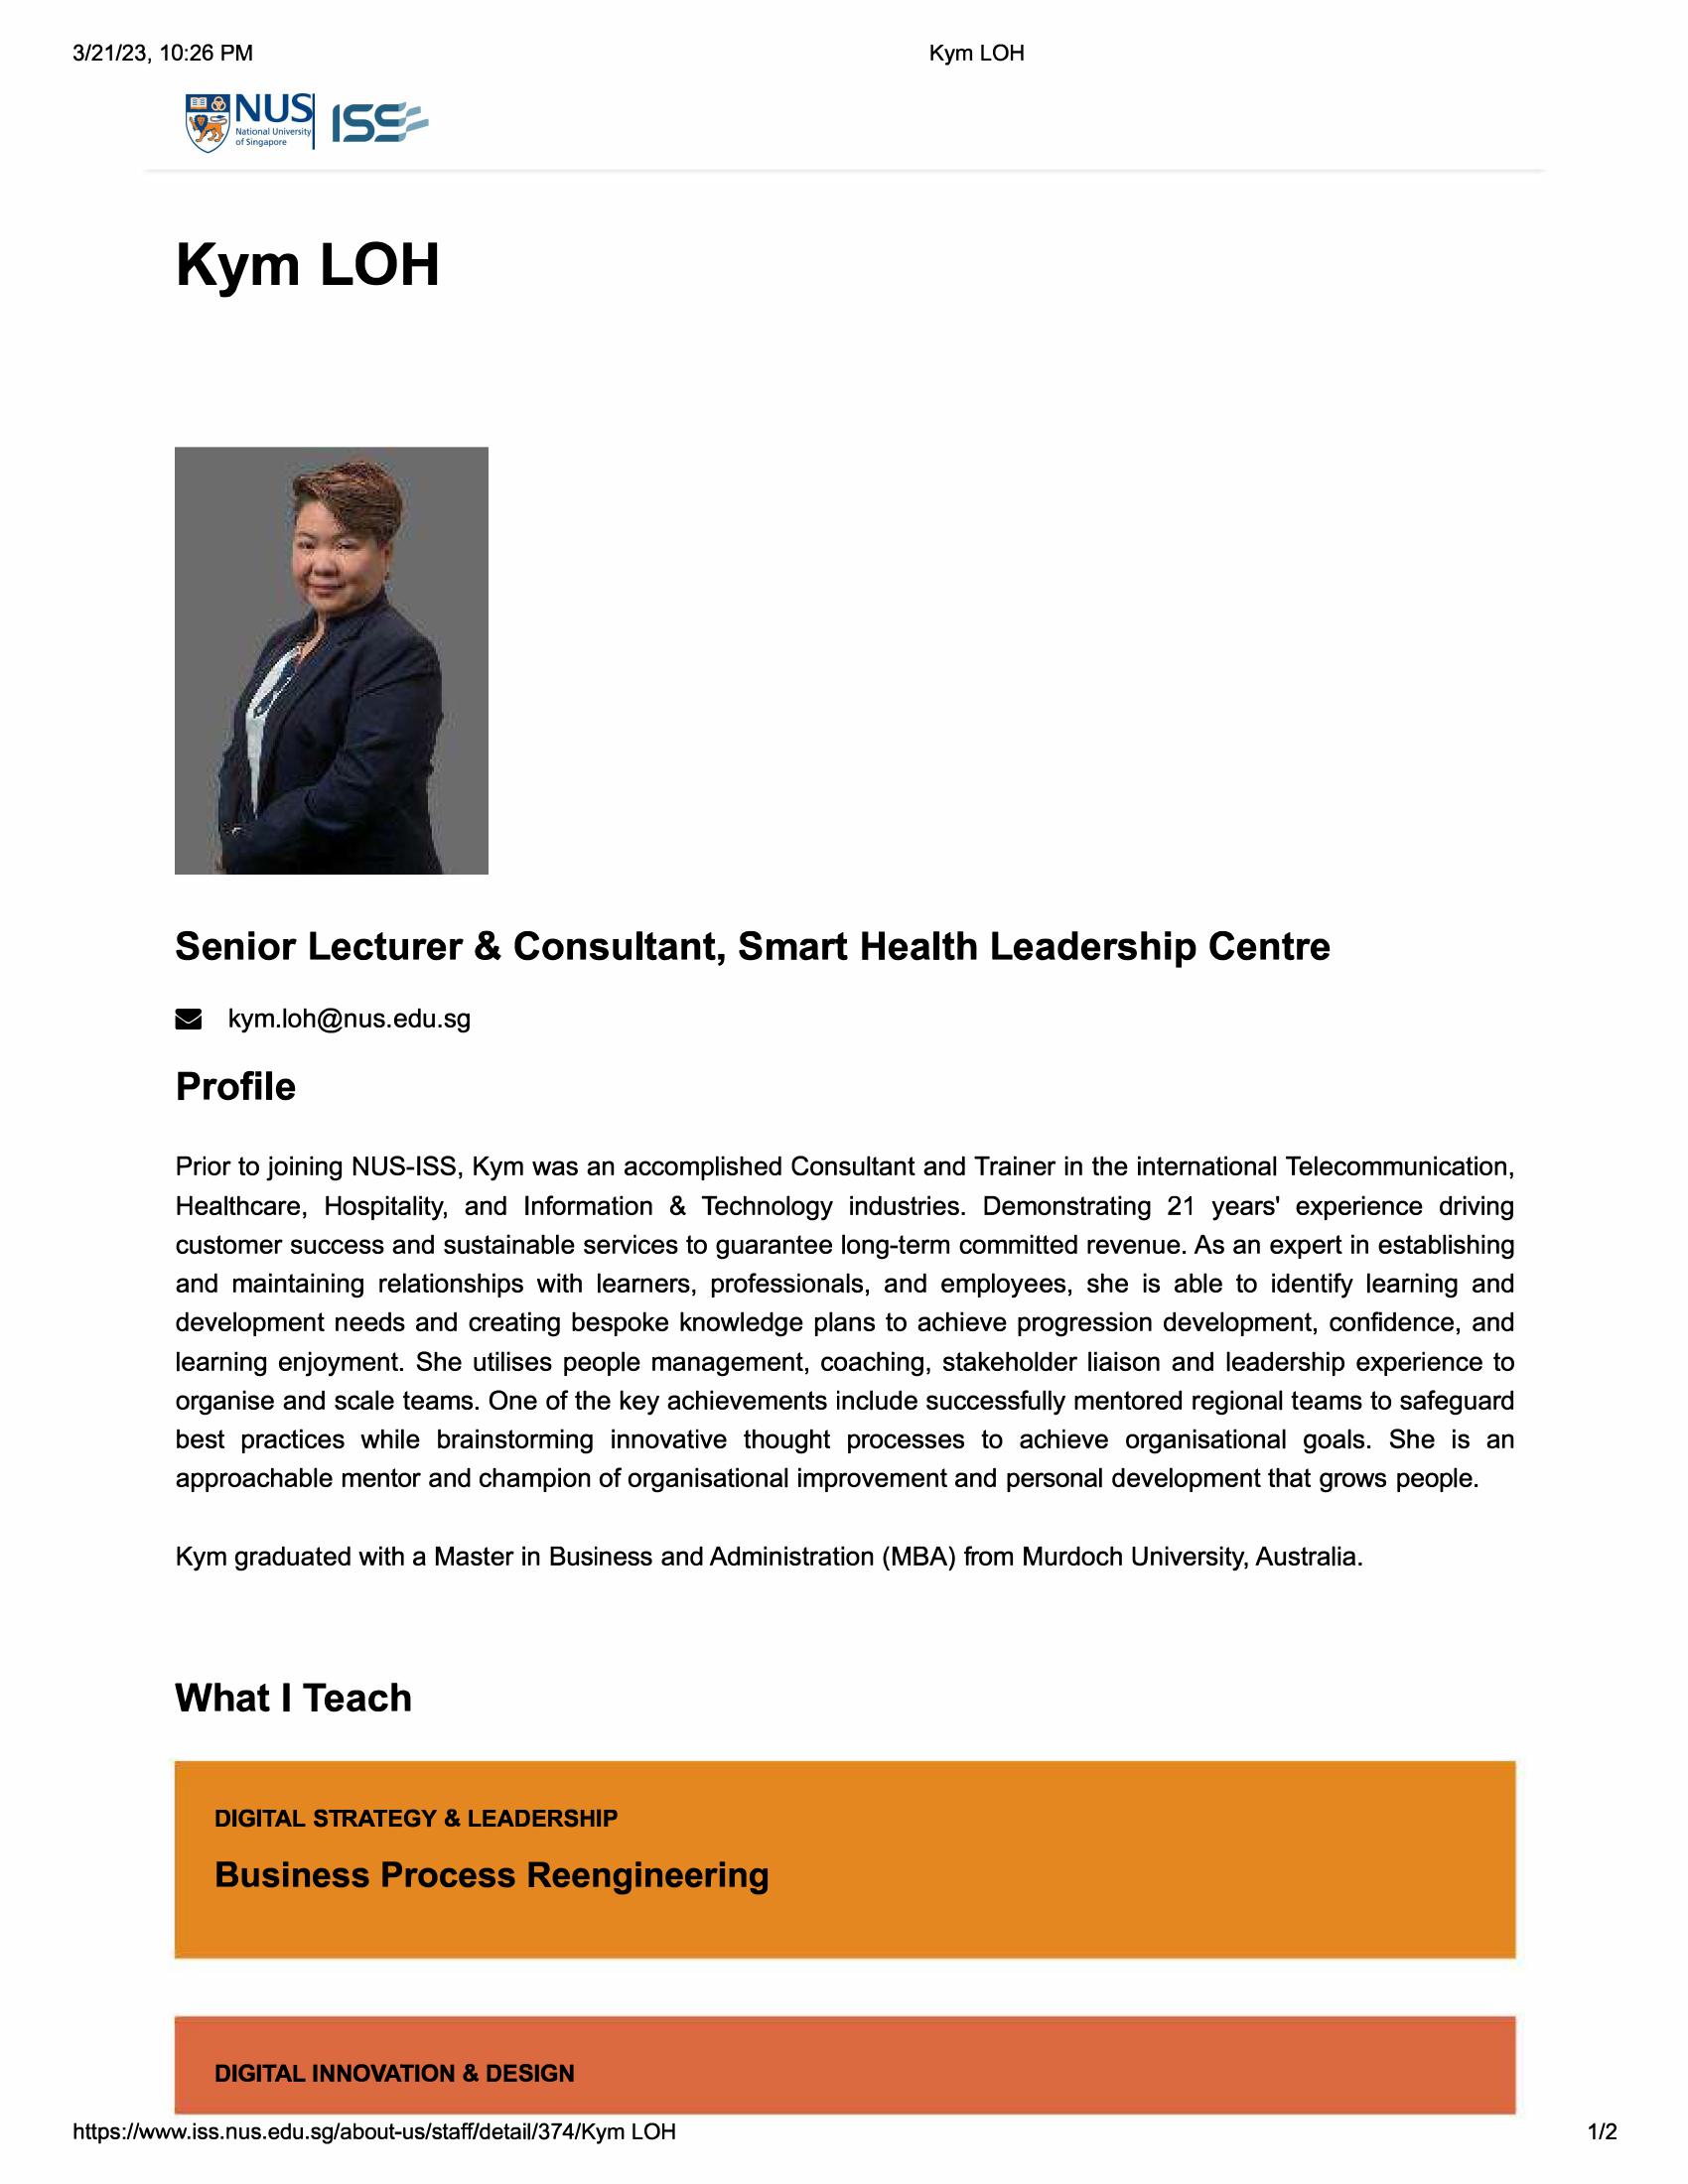 3/21/23, 10:26 PM
Kym LOH
NUS
National University
of Singapore
ISS
Kym LOH
Senior Lecturer & Consultant, Smart Health Leadership Centre
kym.loh@nus.edu.sg
Profile
Prior to joining NUS-ISS, Kym was an accomplished Consultant and Trainer in the international Telecommunication,
Healthcare, Hospitality, and Information & Technology industries. Demonstrating 21 years' experience driving
customer success and sustainable services to guarantee long-term committed revenue. As an expert in establishing
and maintaining relationships with learners, professionals, and employees, she is able to identify learning and
development needs and creating bespoke knowledge plans to achieve progression development, confidence, and
learning enjoyment. She utilises people management, coaching, stakeholder liaison and leadership experience to
organise and scale teams. One of the key achievements include successfully mentored regional teams to safeguard
best practices while brainstorming innovative thought processes to achieve organisational goals. She is an
approachable mentor and champion of organisational improvement and personal development that grows people.
Kym graduated with a Master in Business and Administration (MBA) from Murdoch University, Australia.
What I Teach
DIGITAL STRATEGY & LEADERSHIP
Business Process Reengineering
DIGITAL INNOVATION & DESIGN
https://www.iss.nus.edu.sg/about-us/staff/detail/374/Kym LOH
1/2